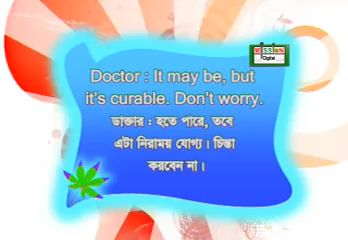 MISSION
Digital
Doctor : It may be, but
it's curable. Don't worry.
ডাক্তার : হতে পারে, তবে
এটা নিরাময় যোগ্য। চিন্তা
করবেন না।